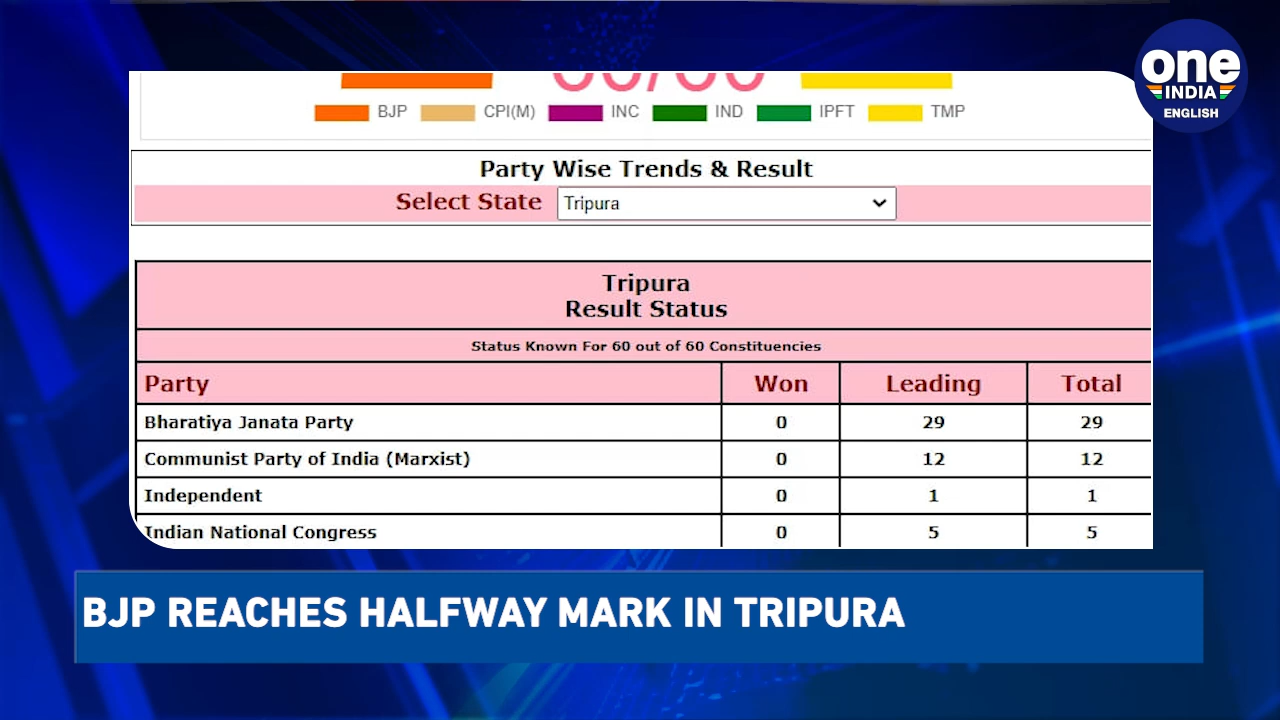 one
INDIA
ENGLISH
BJP CPI(M) INC IND IPFT TMP
Party Wise Trends & Result
Select State Tripura
Tripura
Result Status
Status Known For 60 out of 60 Constituencies
Party Won Leading Total
Bharatiya Janata Party 0 29 29
Communist Party of India (Marxist) 0 12 12
Independent 0 1 1
Indian National Congress 0 5 5
BJP REACHES HALFWAY MARK IN TRIPURA